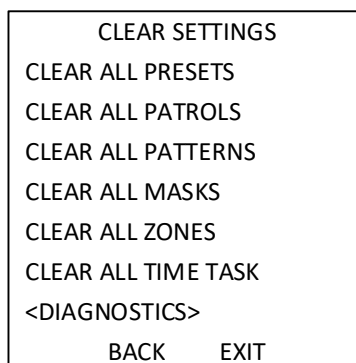 CLEAR SETTINGS
CLEAR ALL PRESETS
CLEAR ALL PATROLS
CLEAR ALL PATTERNS
CLEAR ALL MASKS
CLEAR ALL ZONES
CLEAR ALL TIME TASK
<DIAGNOSTICS>
BACK EXIT